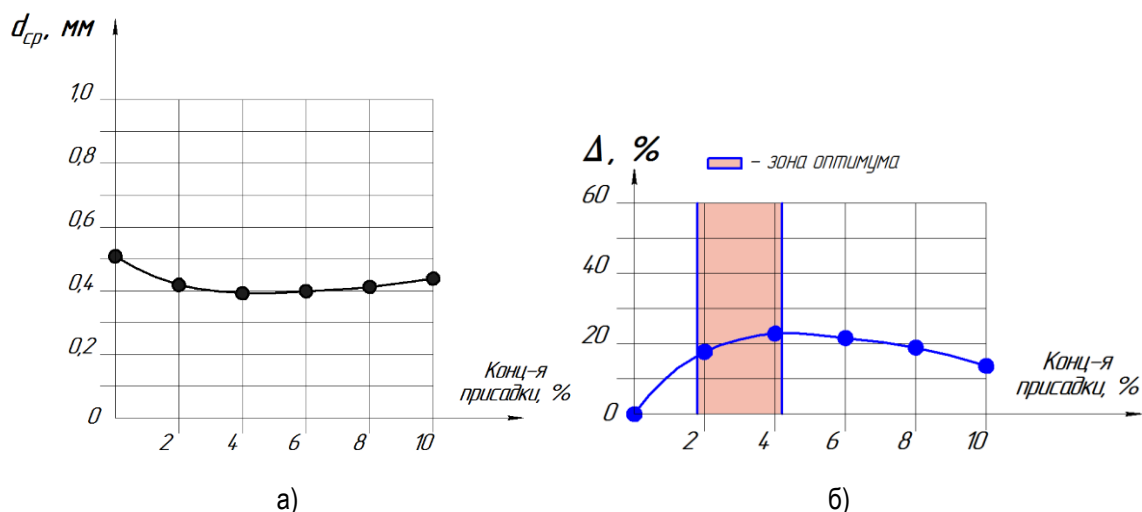 d_ср, мм
1,0
0,8
0,6
0,4
0,2
0
2 4 6 8 10
Конц-я
присадки, %
а)
Δ, %
– зона оптимума
60
40
20
0
2 4 6 8 10
Конц-я
присадки, %
б)